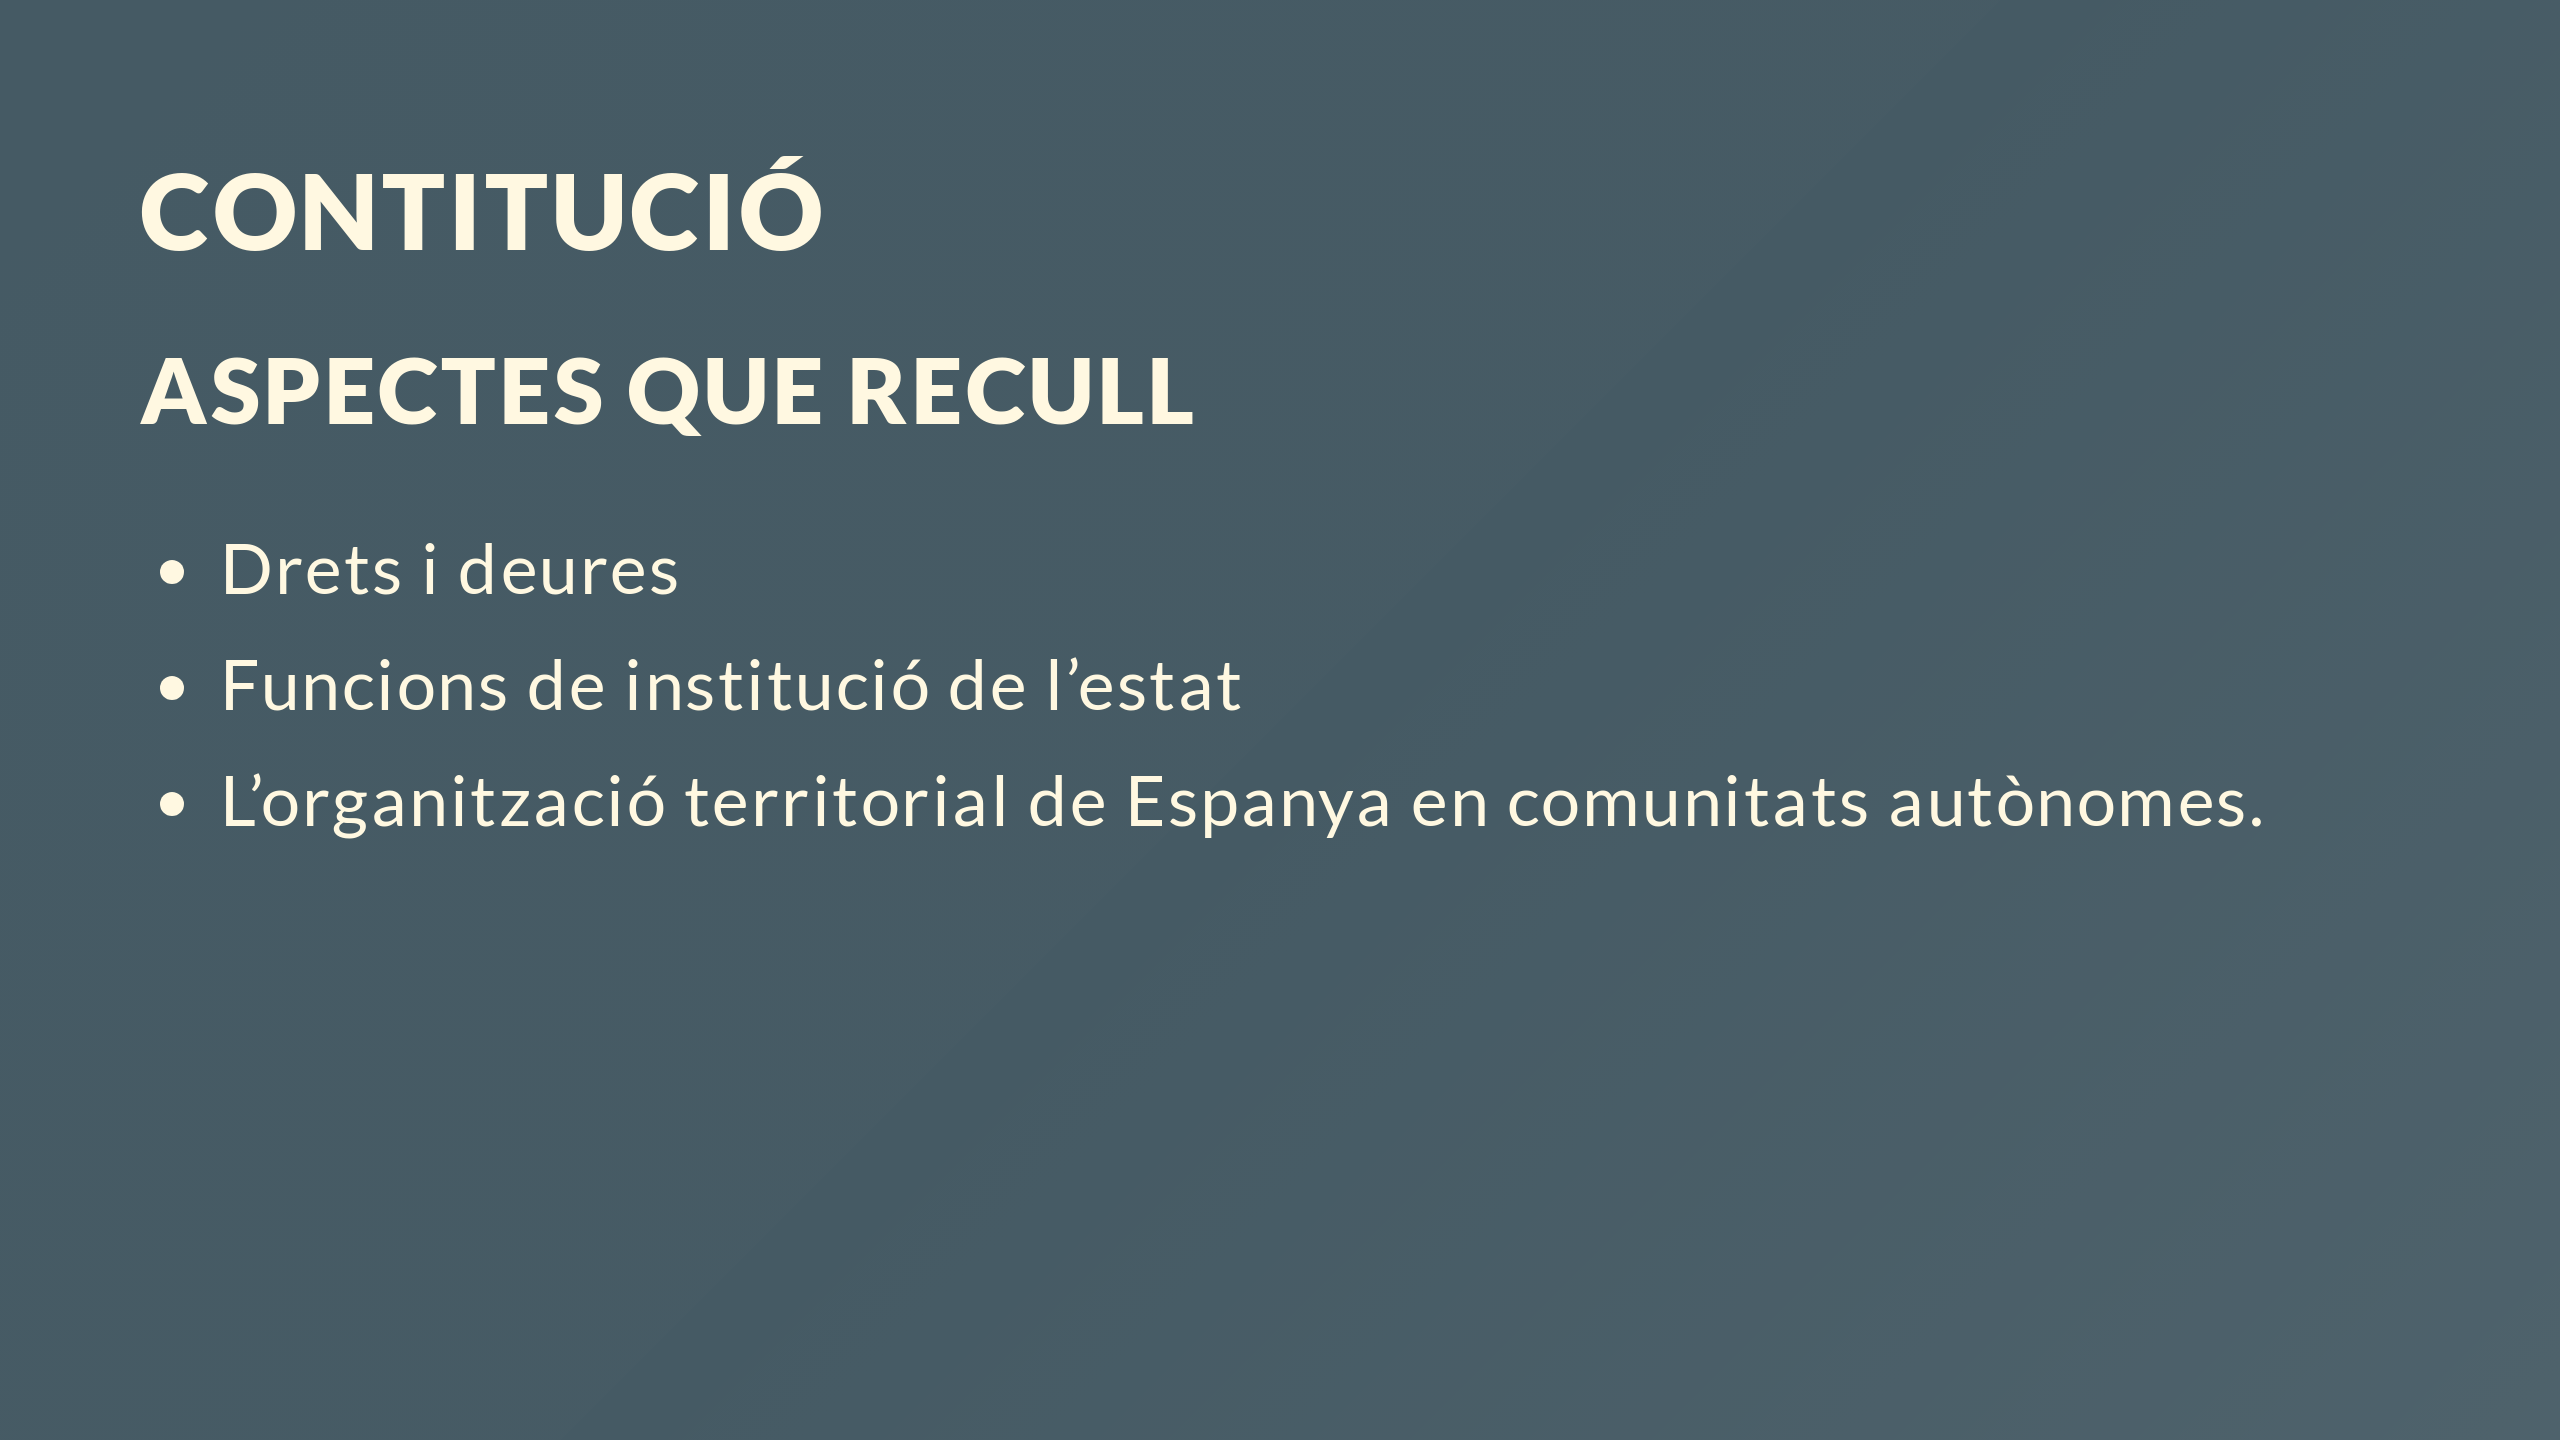 CONTITUCIÓ
ASPECTES QUE RECULL
• Drets i deures
• Funcions de institució de l’estat
• L’organització territorial de Espanya en comunitats autònomes.